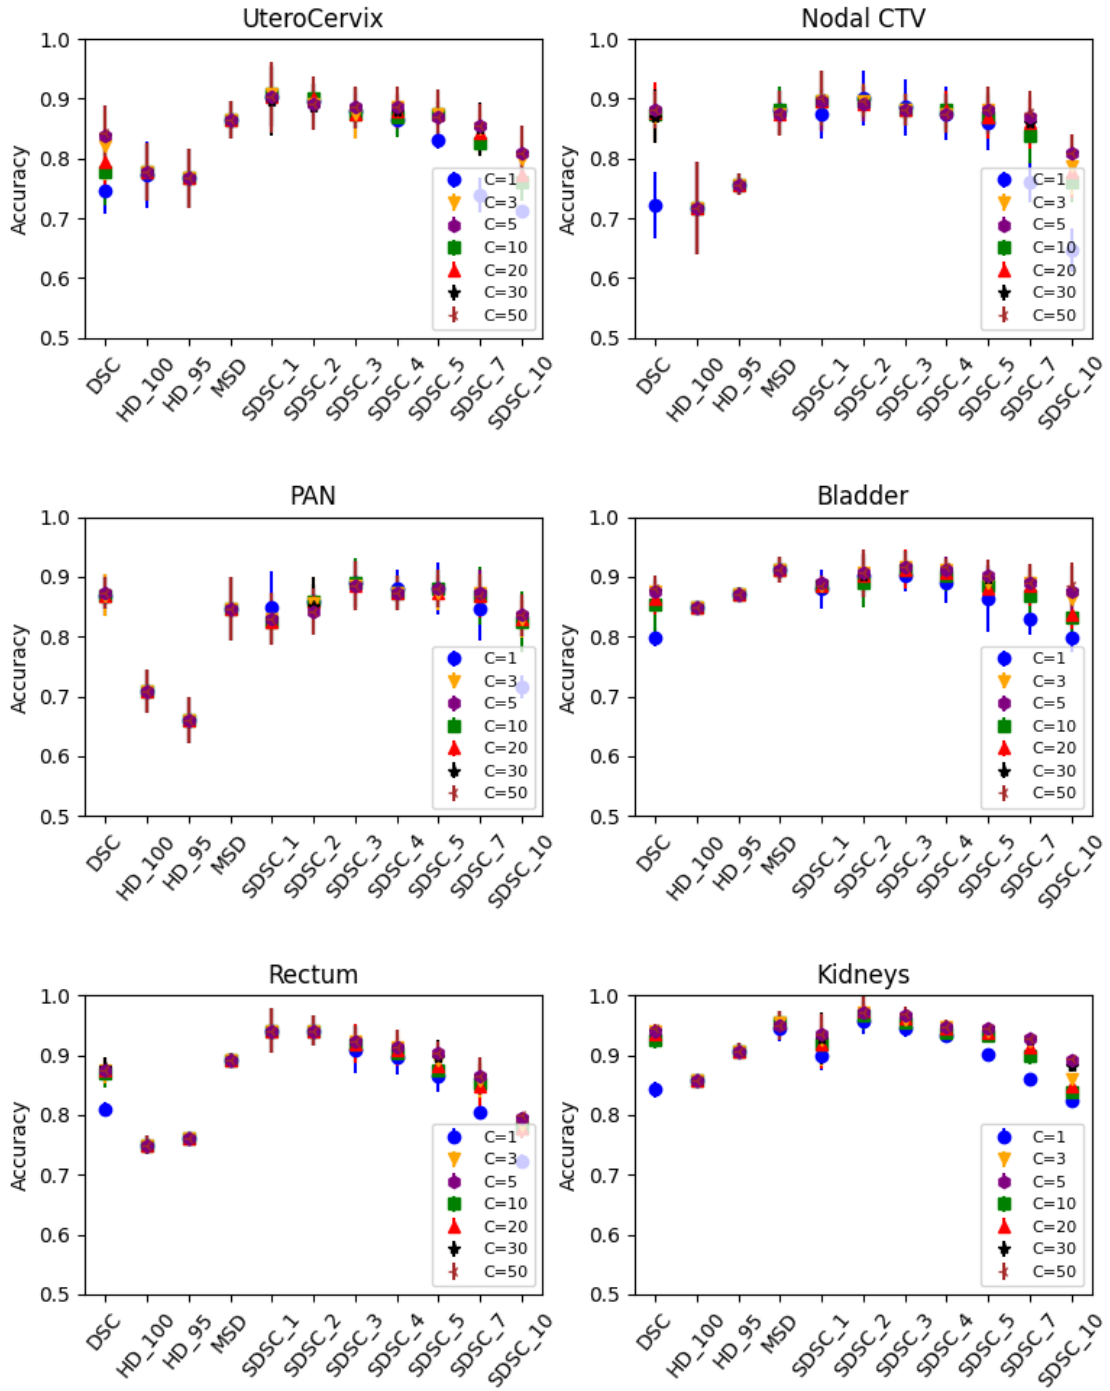 UteroCervix
1.0
0.9
0.8
0.7
0.6
0.5
Accuracy
C=1
C=3
C=5
C=10
C=20
C=30
C=50
DSC
HD_100
HD_95
MSD
SDSC_1
SDSC_2
SDSC_3
SDSC_4
SDSC_5
SDSC_7
SDSC_10
Nodal CTV
1.0
0.9
0.8
0.7
0.6
0.5
Accuracy
C=1
C=3
C=5
C=10
C=20
C=30
C=50
DSC
HD_100
HD_95
MSD
SDSC_1
SDSC_2
SDSC_3
SDSC_4
SDSC_5
SDSC_7
SDSC_10
PAN
1.0
0.9
0.8
0.7
0.6
0.5
Accuracy
C=1
C=3
C=5
C=10
C=20
C=30
C=50
DSC
HD_100
HD_95
MSD
SDSC_1
SDSC_2
SDSC_3
SDSC_4
SDSC_5
SDSC_7
SDSC_10
Bladder
1.0
0.9
0.8
0.7
0.6
0.5
Accuracy
C=1
C=3
C=5
C=10
C=20
C=30
C=50
DSC
HD_100
HD_95
MSD
SDSC_1
SDSC_2
SDSC_3
SDSC_4
SDSC_5
SDSC_7
SDSC_10
Rectum
1.0
0.9
0.8
0.7
0.6
0.5
Accuracy
C=1
C=3
C=5
C=10
C=20
C=30
C=50
DSC
HD_100
HD_95
MSD
SDSC_1
SDSC_2
SDSC_3
SDSC_4
SDSC_5
SDSC_7
SDSC_10
Kidneys
1.0
0.9
0.8
0.7
0.6
0.5
Accuracy
C=1
C=3
C=5
C=10
C=20
C=30
C=50
DSC
HD_100
HD_95
MSD
SDSC_1
SDSC_2
SDSC_3
SDSC_4
SDSC_5
SDSC_7
SDSC_10